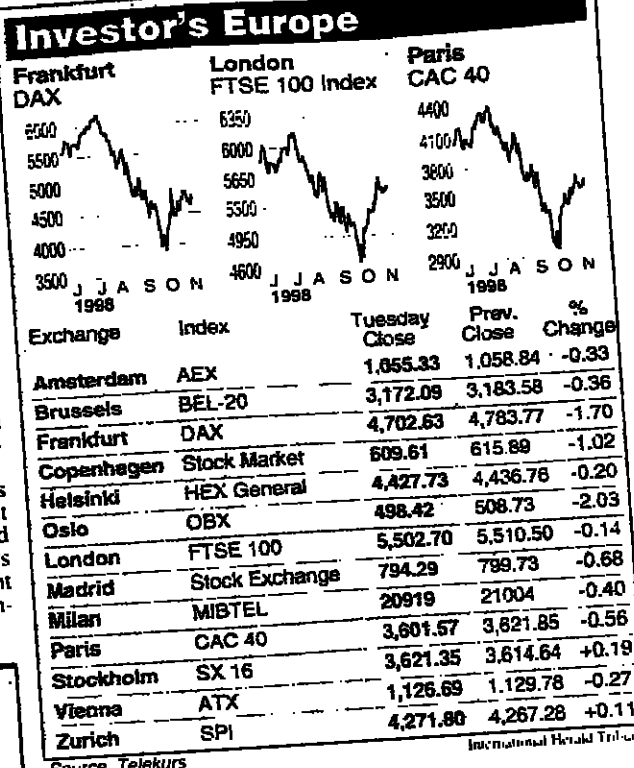 Investor's Europe
Frankfurt London Paris
DAX FTSE 100 Index CAC 40
6000 6350 4400
5500 6000 4100
5000 5650 3800
4500 5300 3500
4000 4950 3200
3500 4600 2900
J J A S O N J J A S O N J J A S O N
1998 1998 1998
Exchange Index Tuesday Close Prev. Close % Change
Amsterdam AEX 1,055.33 1,058.84 -0.33
Brussels BEL-20 3,172.09 3,183.58 -0.36
Frankfurt DAX 4,702.63 4,783.77 -1.70
Copenhagen Stock Market 609.61 615.89 -1.02
Helsinki HEX General 4,427.73 4,436.76 -0.20
Oslo OBX 498.42 508.73 -2.03
London FTSE 100 5,502.70 5,510.50 -0.14
Madrid Stock Exchange 794.29 799.73 -0.68
Milan MIBTEL 20919 21004 -0.40
Paris CAC 40 3,601.57 3,621.85 -0.56
Stockholm SX 16 3,621.35 3.614.64 +0.19
Vienna ATX 1,126.69 1.129.78 -0.27
Zurich SPI 4,271.80 4,267.28 +0.11
Source: Telekurs International Herald